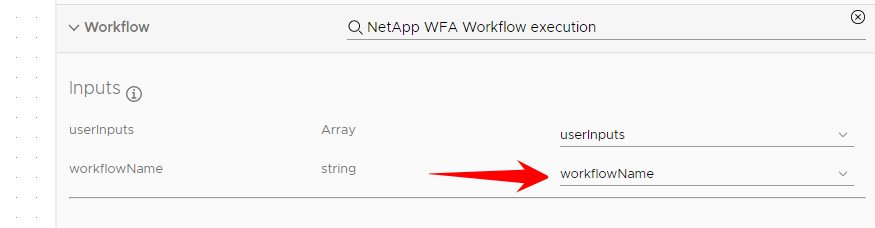 Workflow NetApp WFA Workflow execution
Inputs
userInputs Array userInputs
workflowName string workflowName